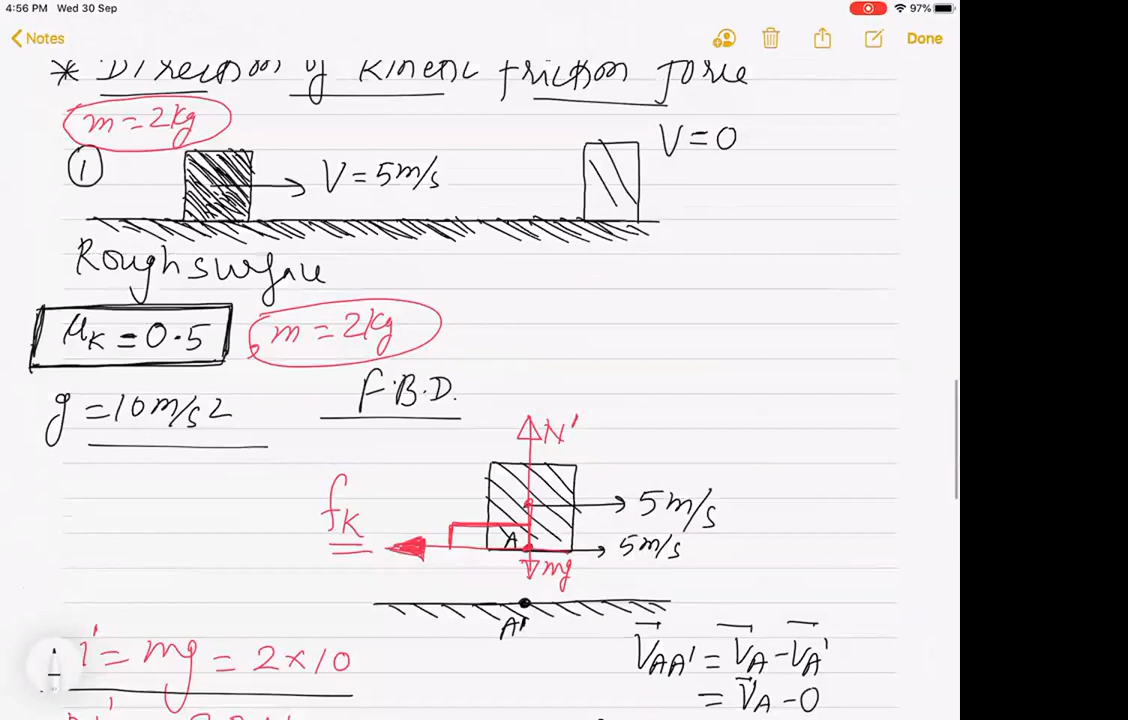 4:56 PM Wed 30 Sep 97%
Notes Done
* Direction of Kinetic friction force
m = 2kg
① V = 5m/s V = 0
Rough surface
μK = 0.5 m = 2kg
g = 10m/s2 F.B.D.
N'
fK 5m/s
A 5m/s
mg
A'
VAA' = VA - VA'
= VA - 0
' = mg = 2×10